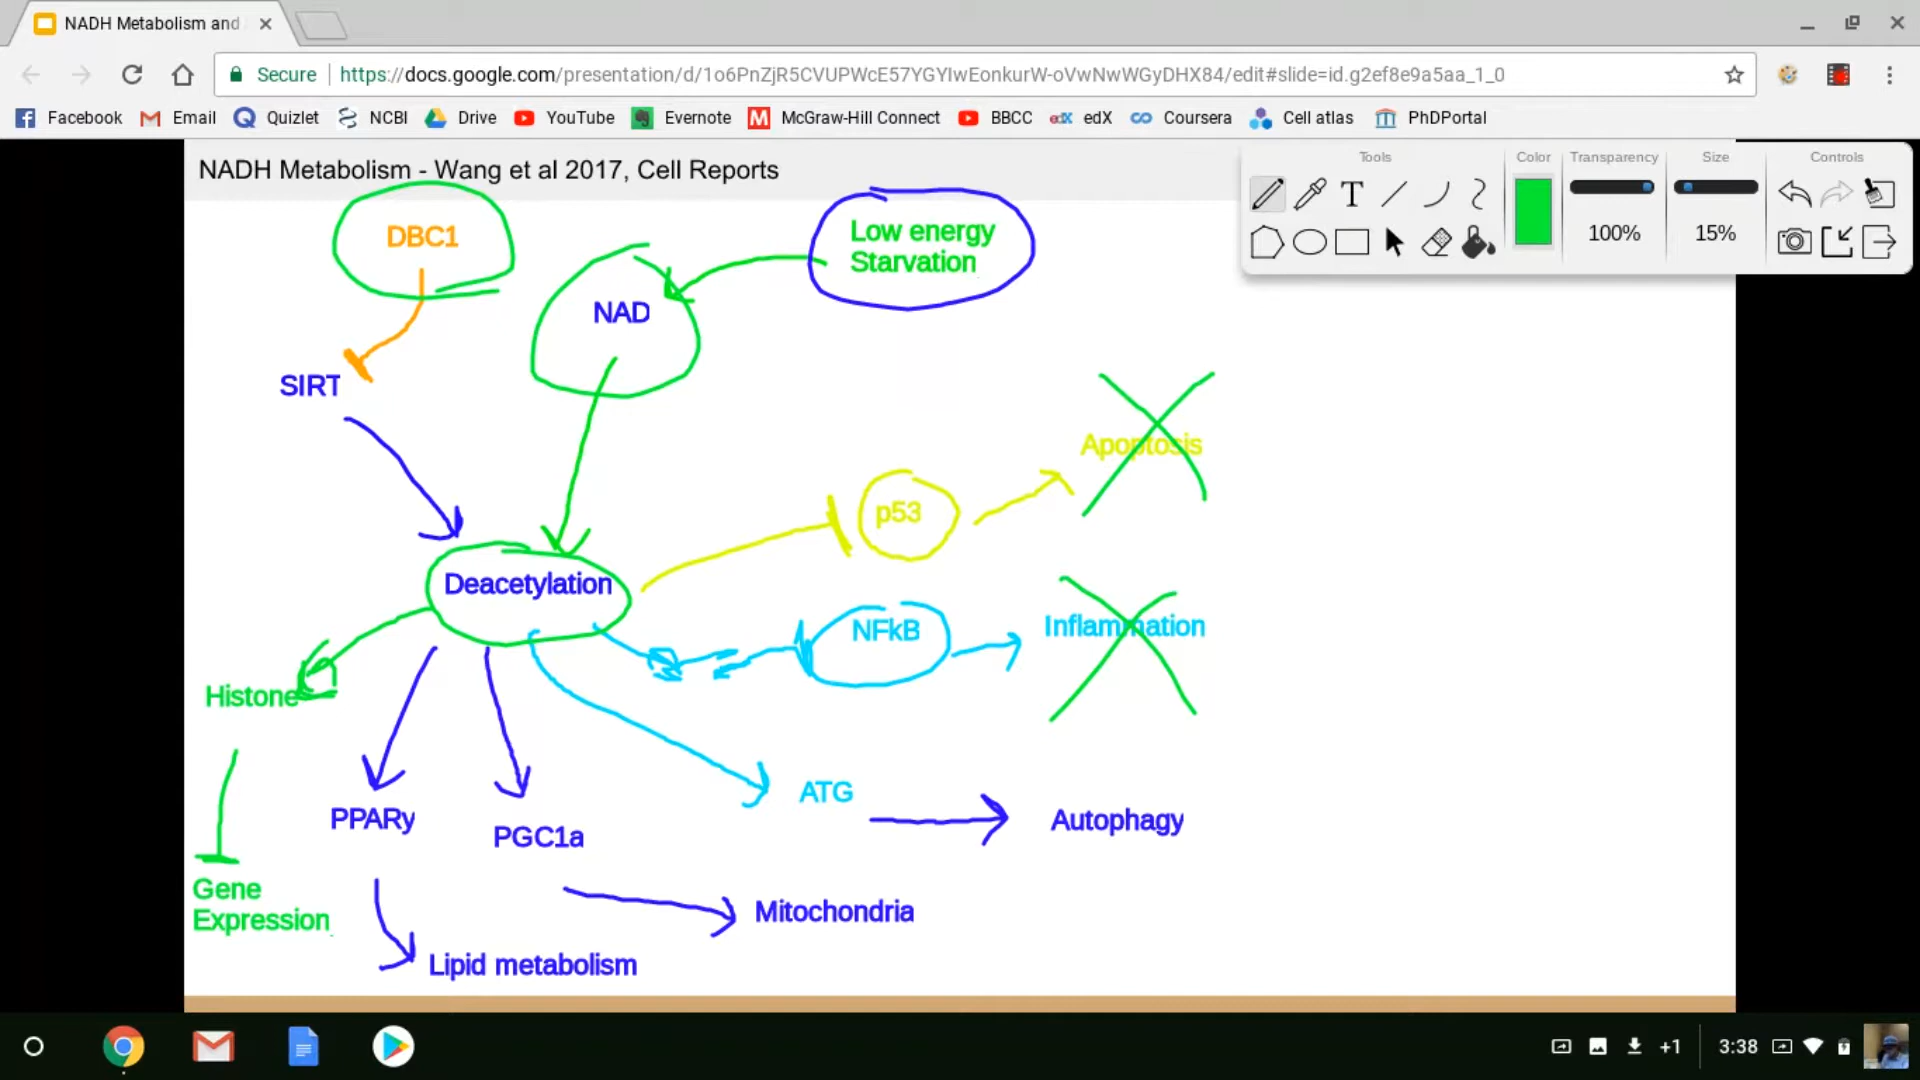 NADH Metabolism and
Secure https://docs.google.com/presentation/d/1o6PnZjR5CVUPWcE57YGYIwEonkurW-oVwNwWGyDHX84/edit#slide=id.g2ef8e9a5aa_1_0
Facebook Email Quizlet NCBI Drive YouTube Evernote McGraw-Hill Connect BBCC edX Coursera Cell atlas PhDPortal
NADH Metabolism - Wang et al 2017, Cell Reports
Tools Color Transparency Size Controls
100% 15%
DBC1
Low energy
Starvation
NAD
SIRT
Apoptosis
p53
Deacetylation
NFkB
Inflammation
Histone
ATG
PPARy
PGC1a
Autophagy
Gene
Expression
Mitochondria
Lipid metabolism
+1 3:38